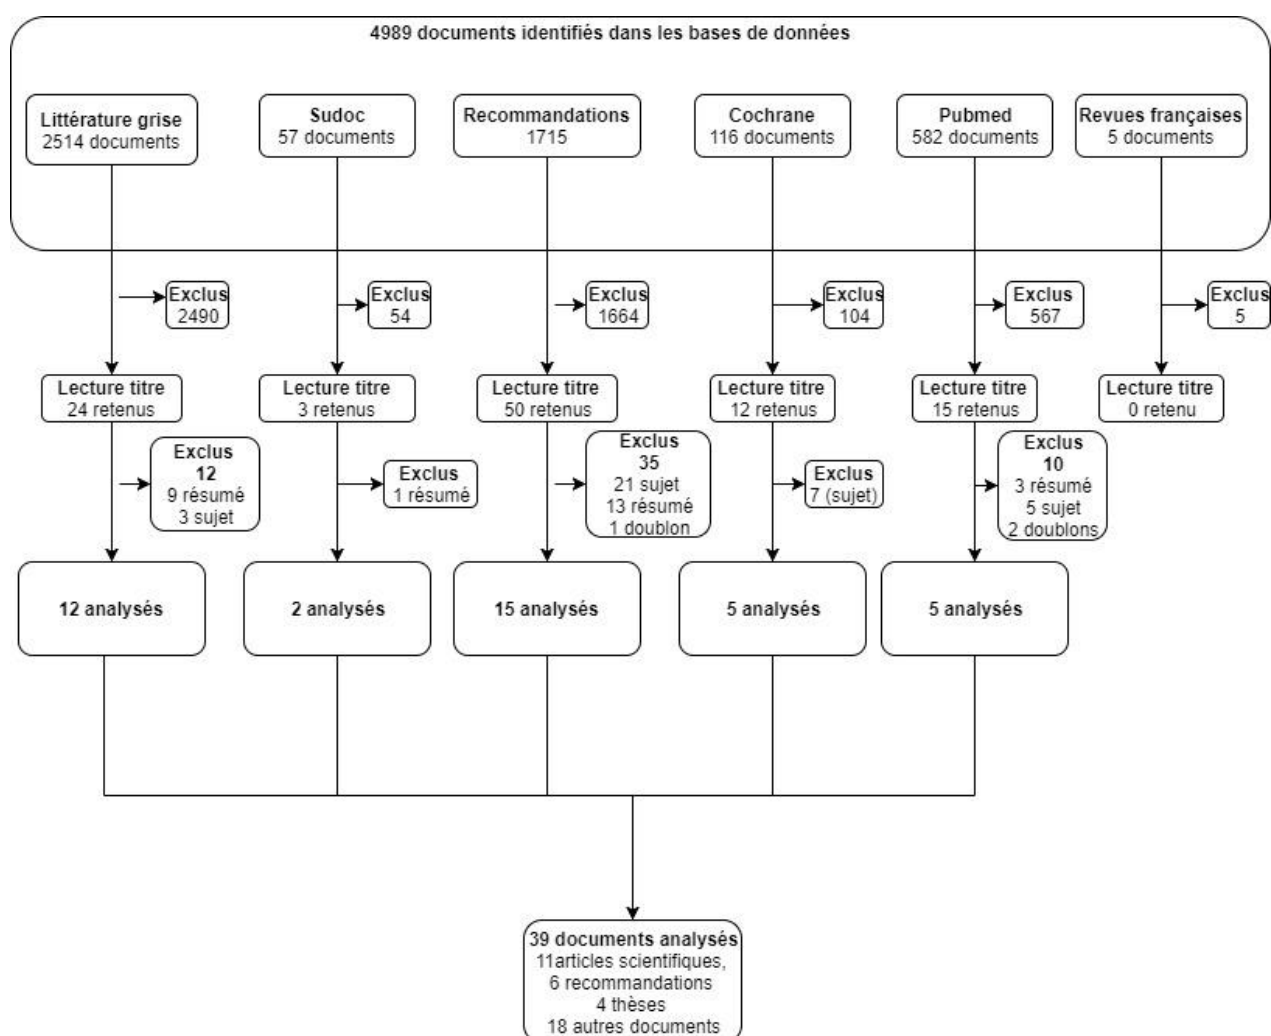 4989 documents identifiés dans les bases de données
Littérature grise
2514 documents
Sudoc
57 documents
Recommandations
1715
Cochrane
116 documents
Pubmed
582 documents
Revues françaises
5 documents
Exclus
2490
Exclus
54
Exclus
1664
Exclus
104
Exclus
567
Exclus
5
Lecture titre
24 retenus
Lecture titre
3 retenus
Lecture titre
50 retenus
Lecture titre
12 retenus
Lecture titre
15 retenus
Lecture titre
0 retenu
Exclus
12
9 résumé
3 sujet
Exclus
1 résumé
Exclus
35
21 sujet
13 résumé
1 doublon
Exclus
7 (sujet)
Exclus
10
3 résumé
5 sujet
2 doublons
12 analysés
2 analysés
15 analysés
5 analysés
5 analysés
39 documents analysés
11articles scientifiques,
6 recommandations
4 thèses
18 autres documents